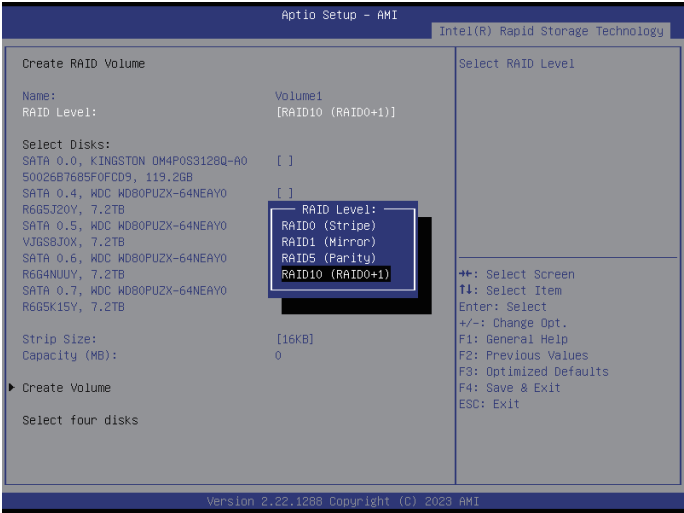 Aptio Setup – AMI
Intel(R) Rapid Storage Technology
Create RAID Volume
Name: Volume1
RAID Level: [RAID10 (RAID0+1)]
Select Disks:
SATA 0.0, KINGSTON OM4P0S3128Q-A0 [ ]
50026B7685F0FCD9, 119.2GB
SATA 0.4, WDC WD80PUZX-64NEAY0 [ ]
R6G5J20Y, 7.2TB
SATA 0.5, WDC WD80PUZX-64NEAY0
VJGS8J0X, 7.2TB
SATA 0.6, WDC WD80PUZX-64NEAY0
R6G4NUUY, 7.2TB
SATA 0.7, WDC WD80PUZX-64NEAY0
R6G5K15Y, 7.2TB
RAID Level:
RAID0 (Stripe)
RAID1 (Mirror)
RAID5 (Parity)
RAID10 (RAID0+1)
Strip Size: [16KB]
Capacity (MB): 0
Create Volume
Select four disks
Select RAID Level
→←: Select Screen
↑↓: Select Item
Enter: Select
+/-: Change Opt.
F1: General Help
F2: Previous Values
F3: Optimized Defaults
F4: Save & Exit
ESC: Exit
Version 2.22.1288 Copyright (C) 2023 AMI